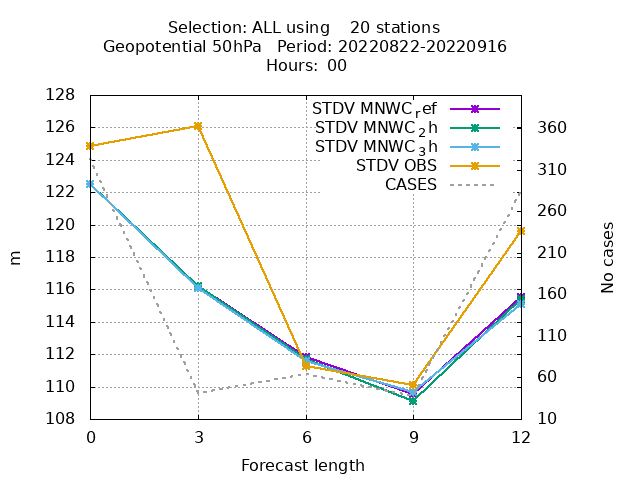 Selection: ALL using    20 stations
Geopotential 50hPa   Period: 20220822-20220916
Hours: 00
128
126
124
122
120
118
116
114
112
110
108
m
STDV MNWC_ref
STDV MNWC_2h
STDV MNWC_3h
STDV OBS
CASES
360
310
260
210
160
110
60
10
No cases
0 3 6 9 12
Forecast length